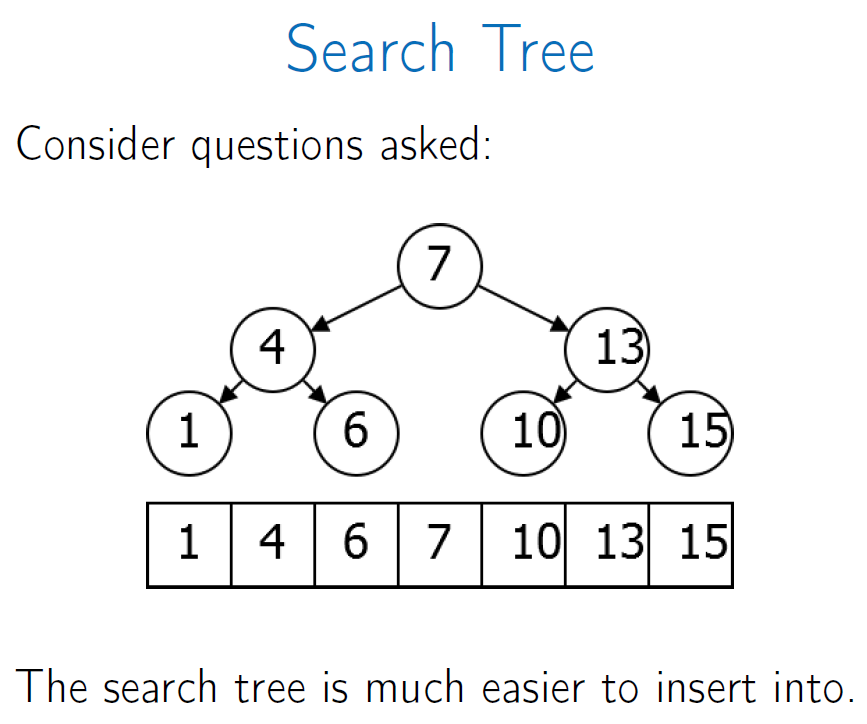 Search Tree
Consider questions asked:
7
4 13
1 6 10 15
1 4 6 7 10 13 15
The search tree is much easier to insert into.